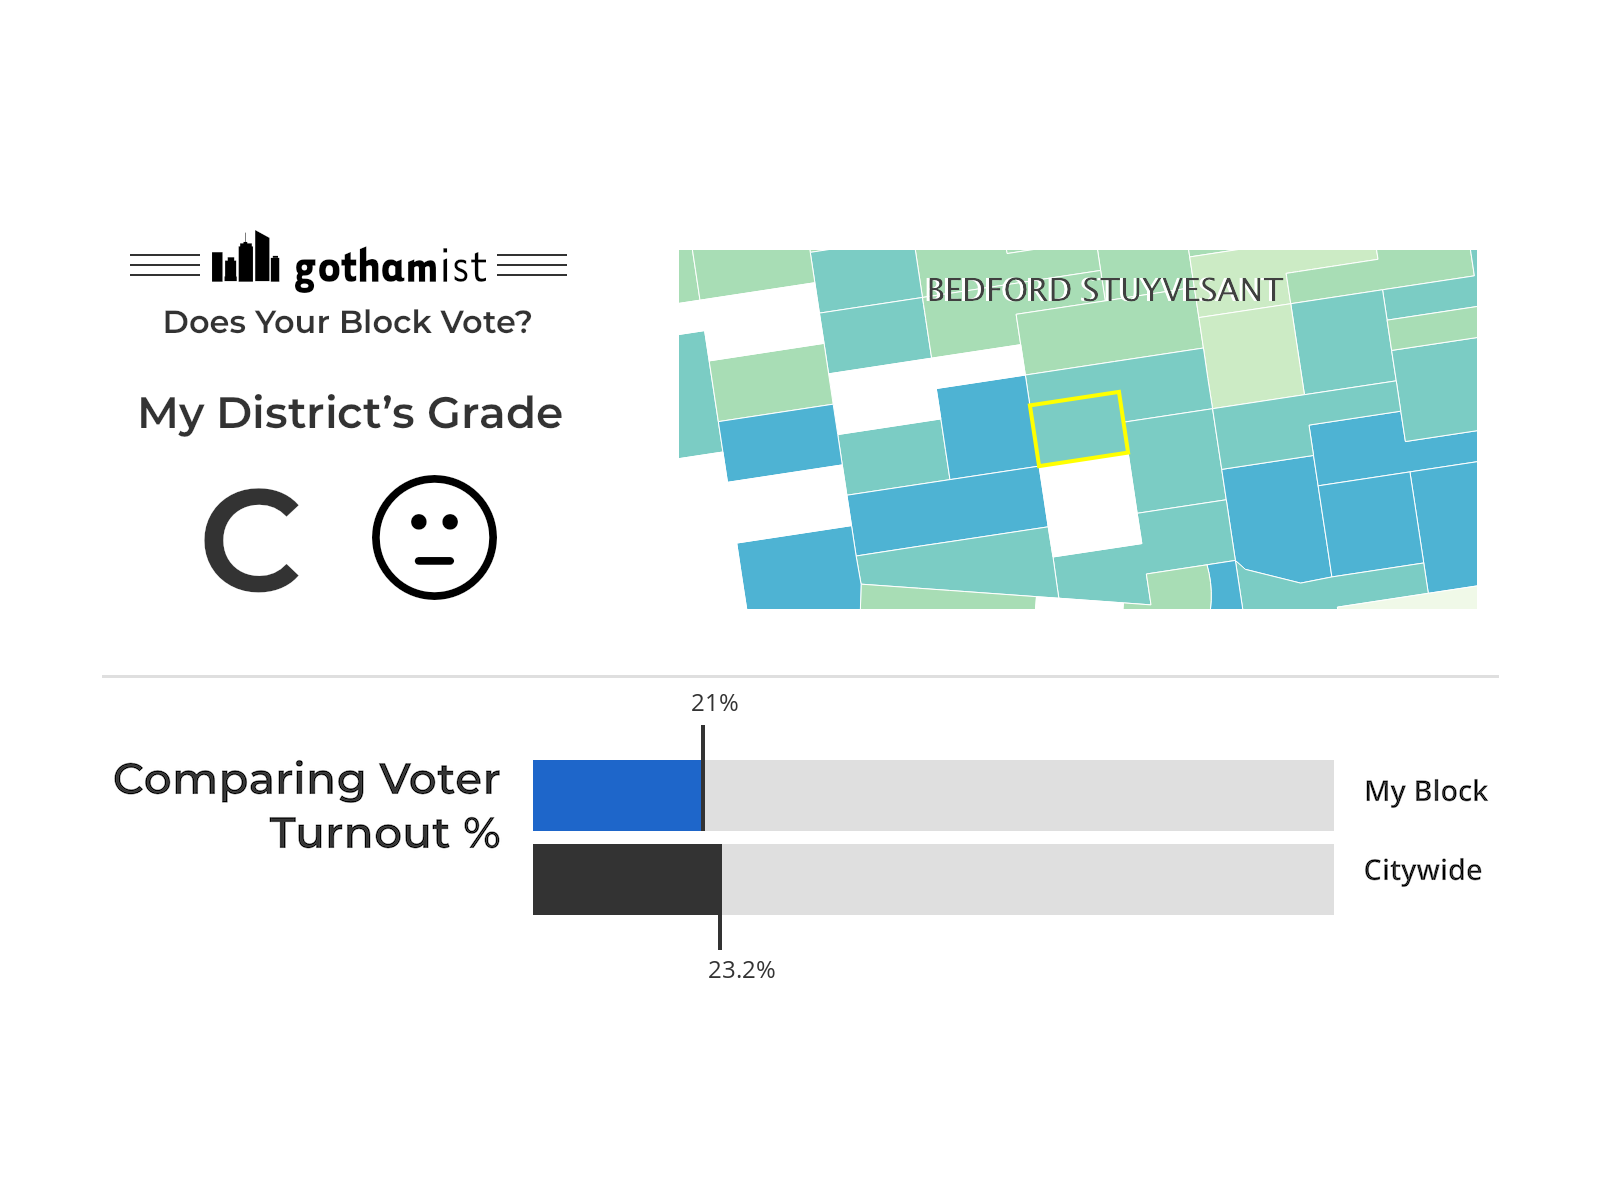 gothamist
Does Your Block Vote?
My District’s Grade
C
BEDFORD STUYVESANT
Comparing Voter
Turnout %
21%
My Block
Citywide
23.2%